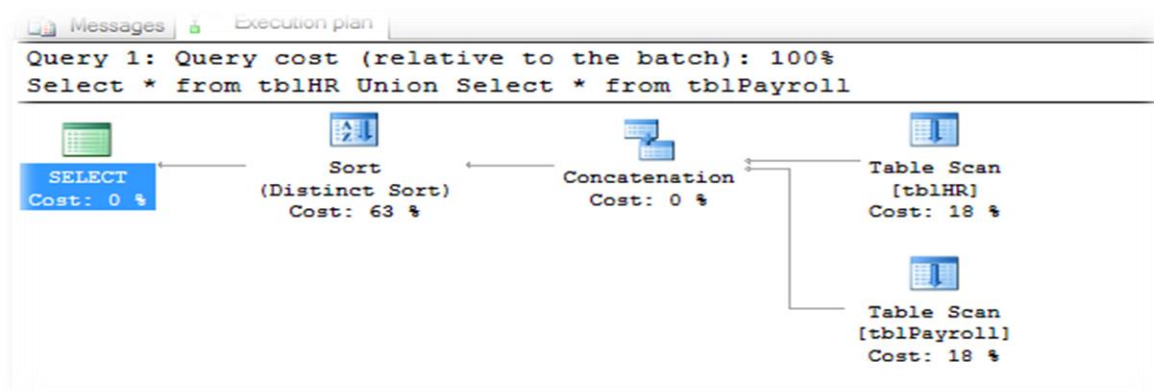 Messages Execution plan
Query 1: Query cost (relative to the batch): 100%
Select * from tblHR Union Select * from tblPayroll
SELECT
Cost: 0 %
Sort
(Distinct Sort)
Cost: 63 %
Concatenation
Cost: 0 %
Table Scan
[tblHR]
Cost: 18 %
Table Scan
[tblPayroll]
Cost: 18 %